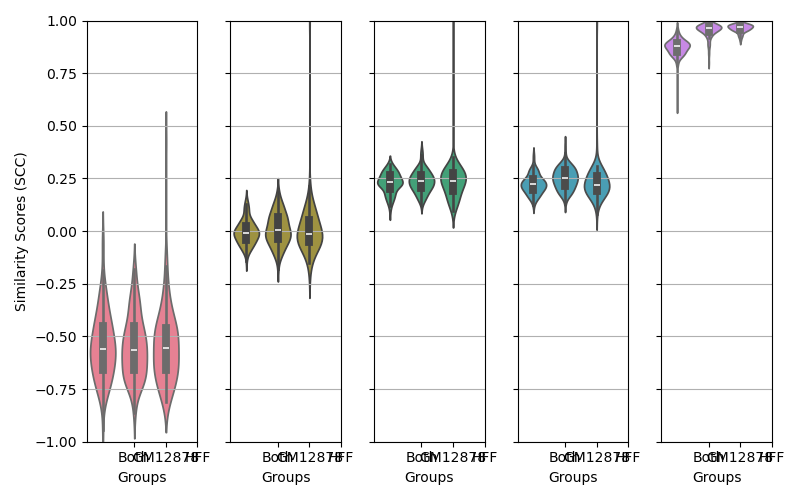 1.00
0.75
0.50
0.25
0.00
−0.25
−0.50
−0.75
−1.00
Similarity Scores (SCC)
Both GM12878 HFF
Both GM12878 HFF
Both GM12878 HFF
Both GM12878 HFF
Both GM12878 HFF
Groups
Groups
Groups
Groups
Groups